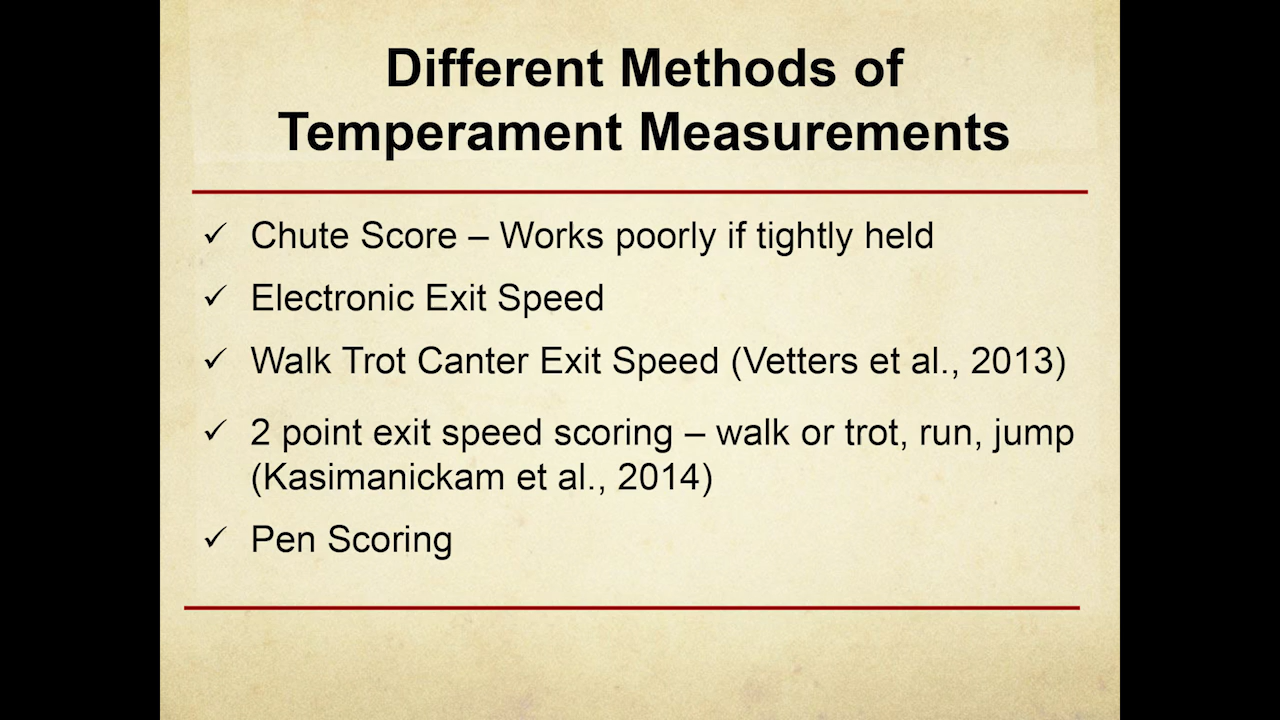 Different Methods of
Temperament Measurements
✓ Chute Score – Works poorly if tightly held
✓ Electronic Exit Speed
✓ Walk Trot Canter Exit Speed (Vetters et al., 2013)
✓ 2 point exit speed scoring – walk or trot, run, jump
(Kasimanickam et al., 2014)
✓ Pen Scoring